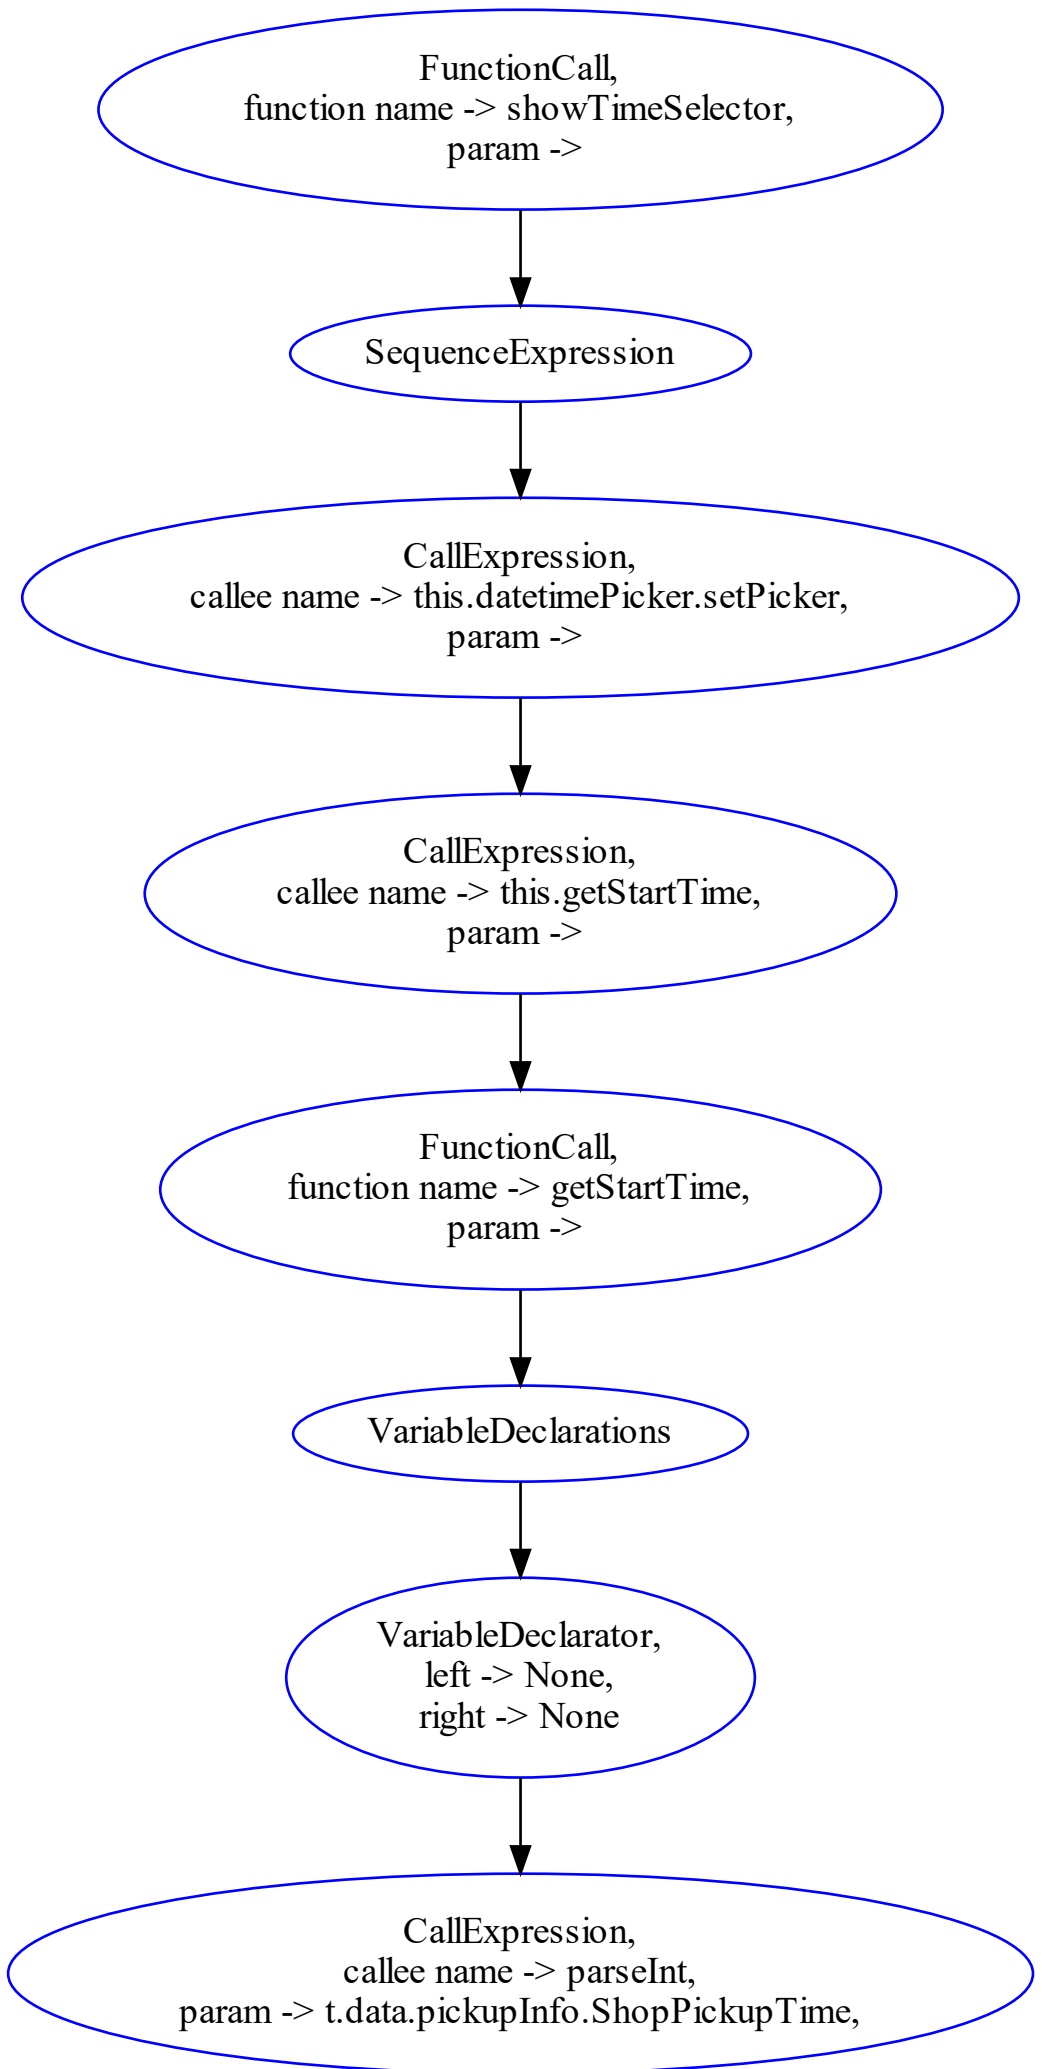 FunctionCall,
function name -> showTimeSelector,
param ->
SequenceExpression
CallExpression,
callee name -> this.datetimePicker.setPicker,
param ->
CallExpression,
callee name -> this.getStartTime,
param ->
FunctionCall,
function name -> getStartTime,
param ->
VariableDeclarations
VariableDeclarator,
left -> None,
right -> None
CallExpression,
callee name -> parseInt,
param -> t.data.pickupInfo.ShopPickupTime,